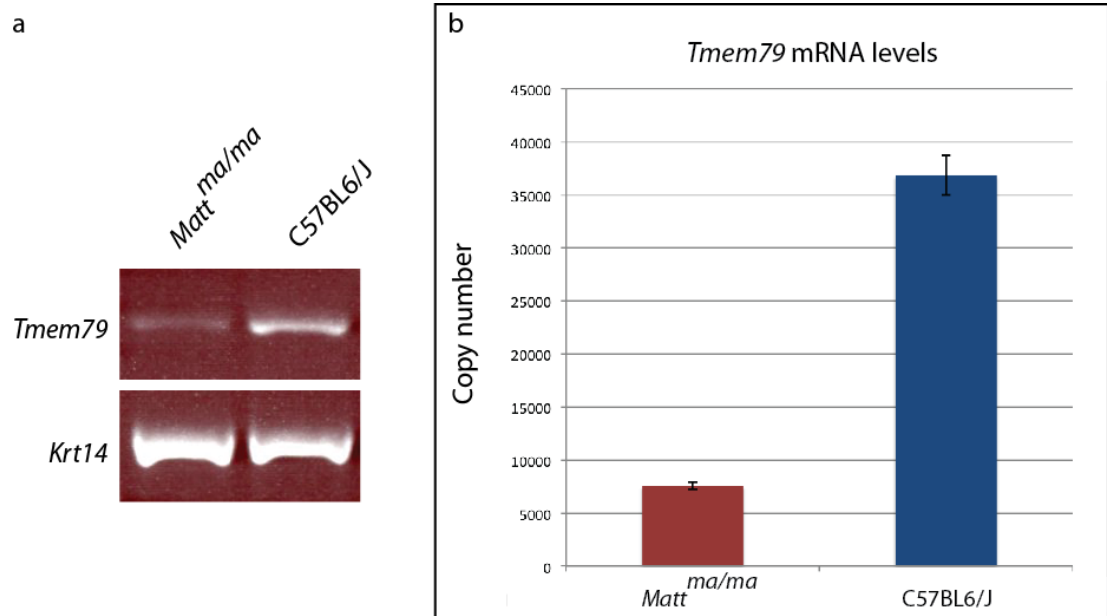 a
Matt ma/ma
C57BL6/J
Tmem79
Krt14
b
Tmem79 mRNA levels
Copy number
45000
40000
35000
30000
25000
20000
15000
10000
5000
0
Matt ma/ma
C57BL6/J